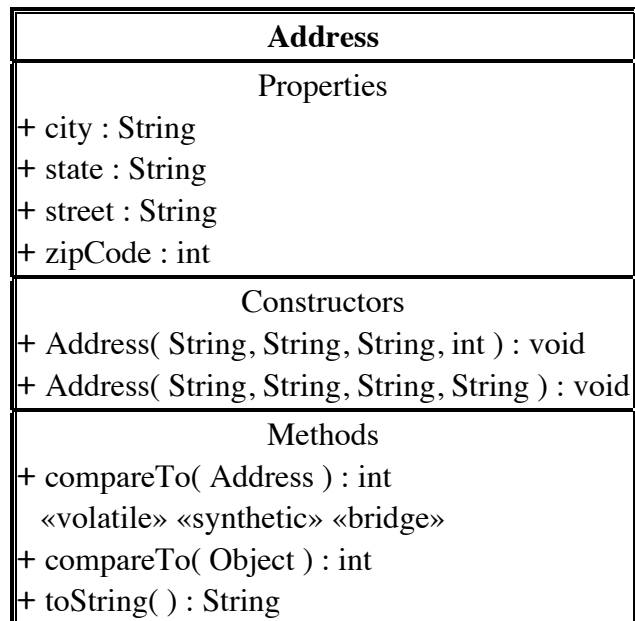 Address
Properties
+ city : String
+ state : String
+ street : String
+ zipCode : int
Constructors
+ Address( String, String, String, int ) : void
+ Address( String, String, String, String ) : void
Methods
+ compareTo( Address ) : int
«volatile» «synthetic» «bridge»
+ compareTo( Object ) : int
+ toString( ) : String